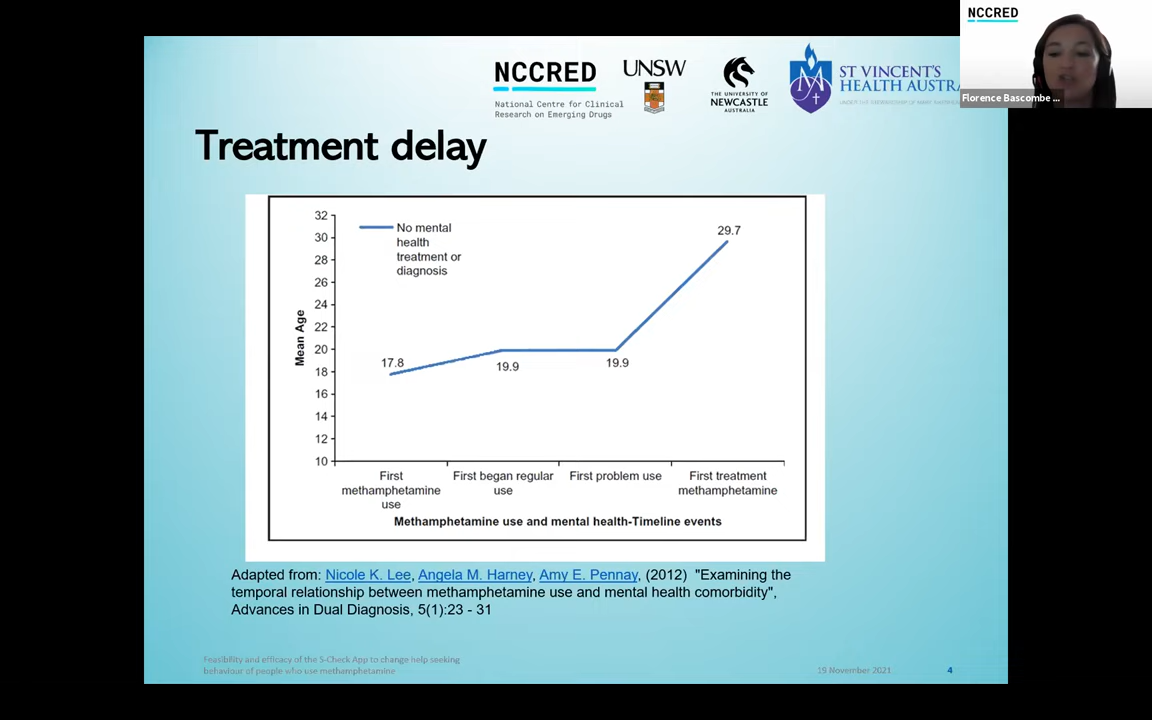 NCCRED
Florence Bascombe ...
NCCRED
National Centre for Clinical
Research on Emerging Drugs
UNSW
THE UNIVERSITY OF
NEWCASTLE
AUSTRALIA
ST VINCENT'S
HEALTH AUSTRA
Treatment delay
32
30
28
26
24
22
20
18
16
14
12
10
Mean Age
No mental
health
treatment or
diagnosis
17.8
19.9
19.9
29.7
First
methamphetamine
use
First began regular
use
First problem use
First treatment
methamphetamine
Methamphetamine use and mental health-Timeline events
Adapted from: Nicole K. Lee, Angela M. Harney, Amy E. Pennay, (2012) "Examining the
temporal relationship between methamphetamine use and mental health comorbidity",
Advances in Dual Diagnosis, 5(1):23 - 31
Feasibility and efficacy of the S-Check App to change help seeking
behaviour of people who use methamphetamine
19 November 2021
4